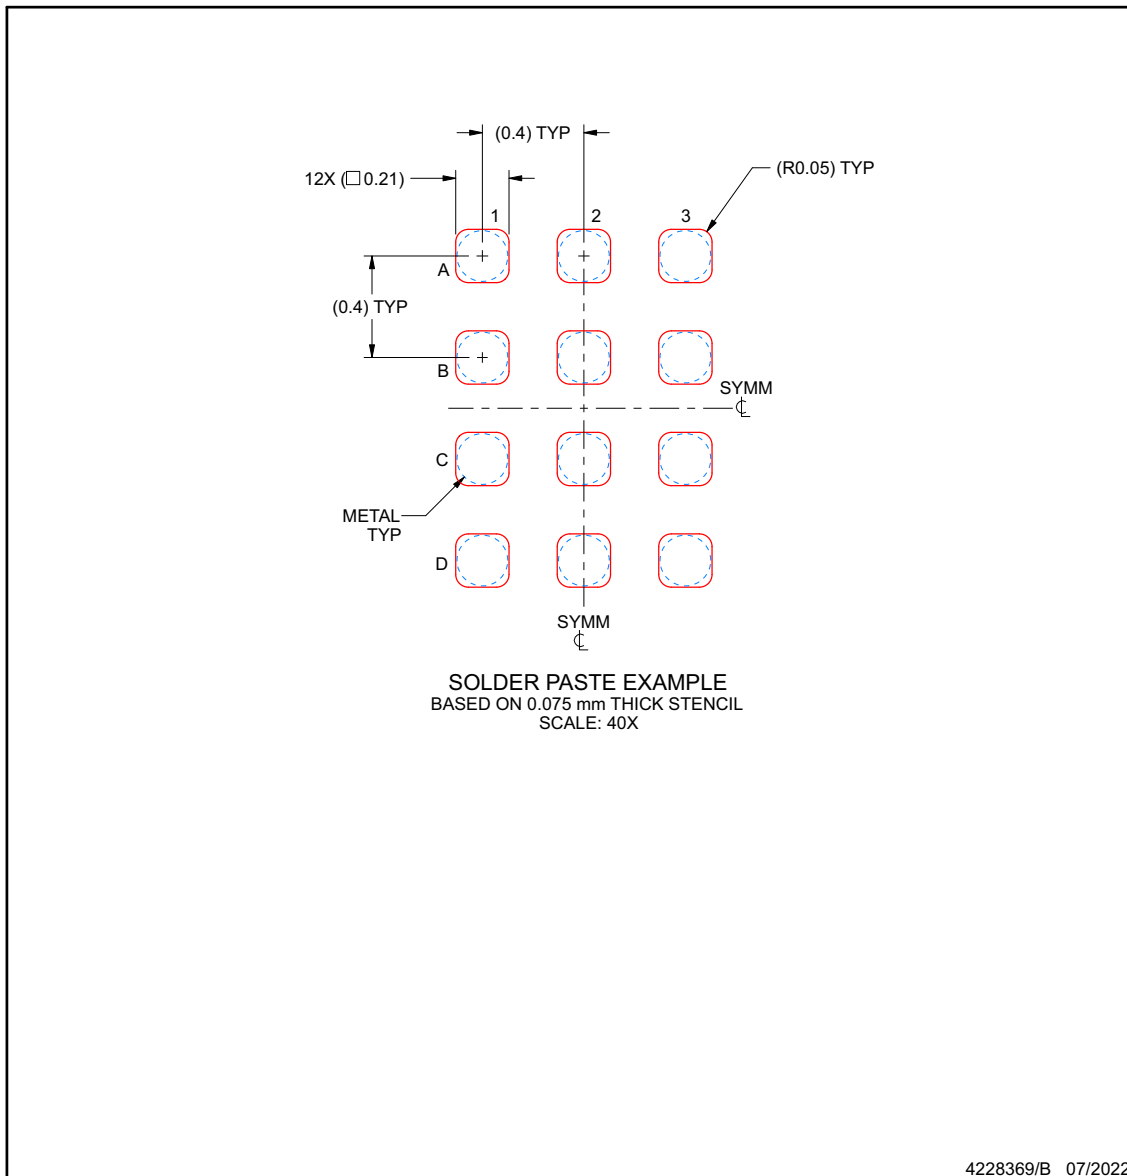 (0.4) TYP
12X (□0.21)
(R0.05) TYP
1
2
3
A
(0.4) TYP
B
SYMM
℄
C
METAL
TYP
D
SYMM
℄
SOLDER PASTE EXAMPLE
BASED ON 0.075 mm THICK STENCIL
SCALE: 40X
4228369/B 07/2022